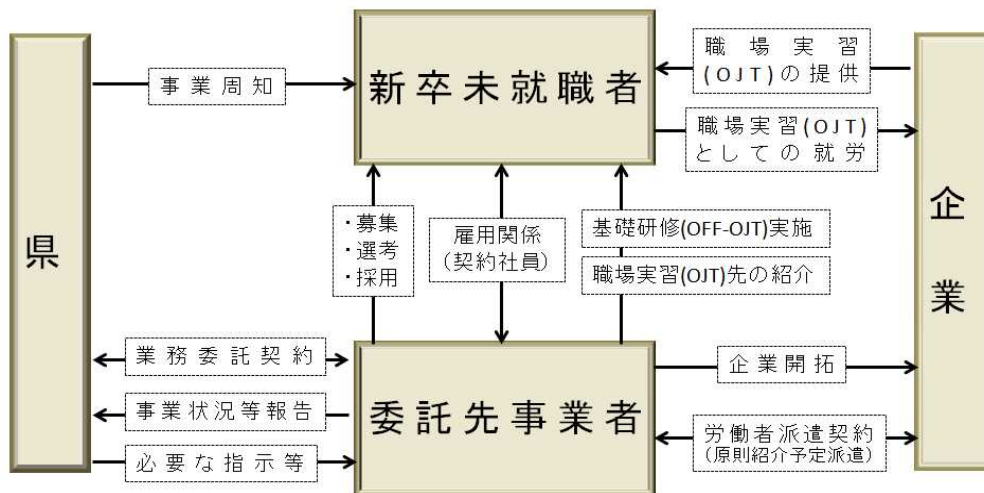 県
事業周知
新卒未就職者
職場実習
(OJT)の提供
職場実習(OJT)
としての就労
企業
・募集
・選考
・採用
雇用関係
(契約社員)
基礎研修(OFF-OJT)実施
職場実習(OJT)先の紹介
業務委託契約
事業状況等報告
必要な指示等
委託先事業者
企業開拓
労働者派遣契約
(原則紹介予定派遣)